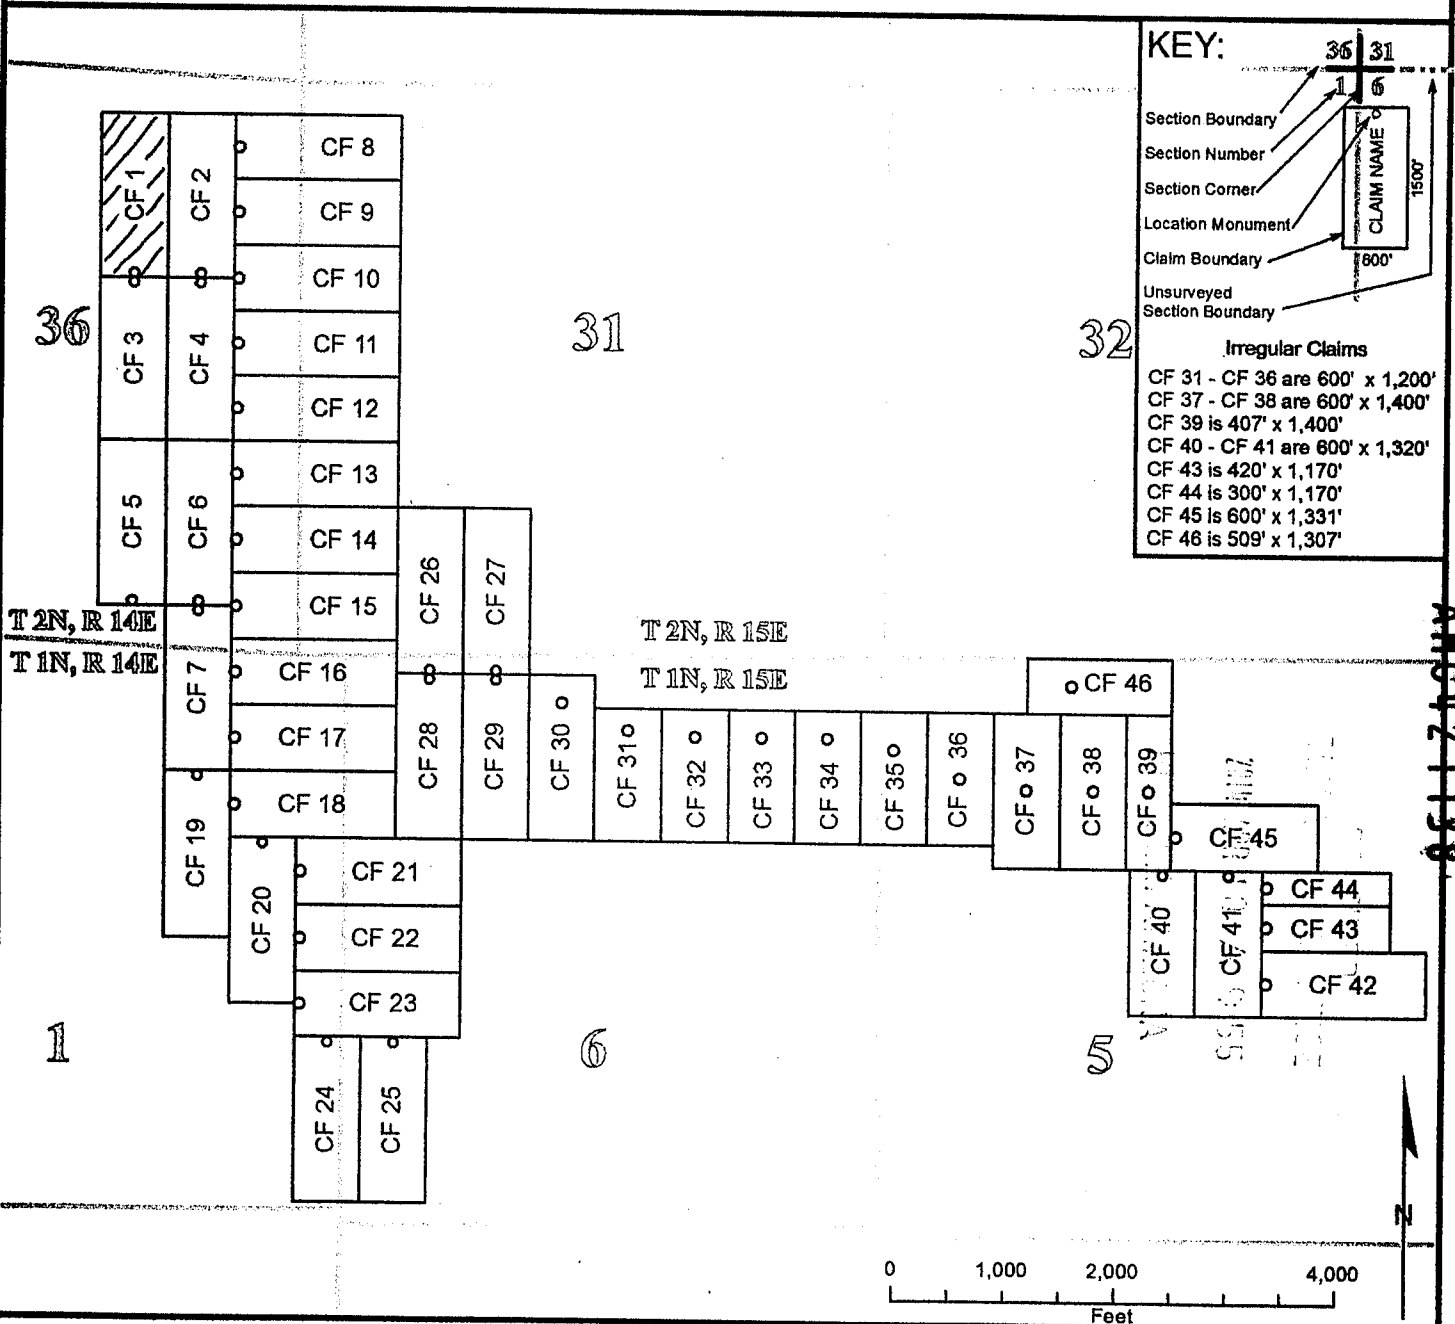 KEY:
36 31
1 6
Section Boundary
Section Number
Section Corner
Location Monument
Claim Boundary
Unsurveyed
Section Boundary
CLAIM NAME
1500'
600'
Irregular Claims
CF 31 - CF 36 are 600' x 1,200'
CF 37 - CF 38 are 600' x 1,400'
CF 39 is 407' x 1,400'
CF 40 - CF 41 are 600' x 1,320'
CF 43 is 420' x 1,170'
CF 44 is 300' x 1,170'
CF 45 is 600' x 1,331'
CF 46 is 509' x 1,307'
CF 1
CF 2
CF 8
CF 9
CF 10
36
CF 3
CF 4
CF 11
31
32
CF 12
CF 5
CF 6
CF 13
CF 14
CF 15
CF 26
CF 27
T 2N, R 14E
T 1N, R 14E
T 2N, R 15E
T 1N, R 15E
CF 7
CF 16
CF 17
CF 18
CF 28
CF 29
CF 30
CF 31
CF 32
CF 33
CF 34
CF 35
CF 36
CF 37
CF 38
CF 39
CF 46
CF 45
CF 19
CF 20
CF 21
CF 22
CF 23
CF 40
CF 41
CF 44
CF 43
CF 42
1
6
5
CF 24
CF 25
N
0 1,000 2,000 4,000
Feet